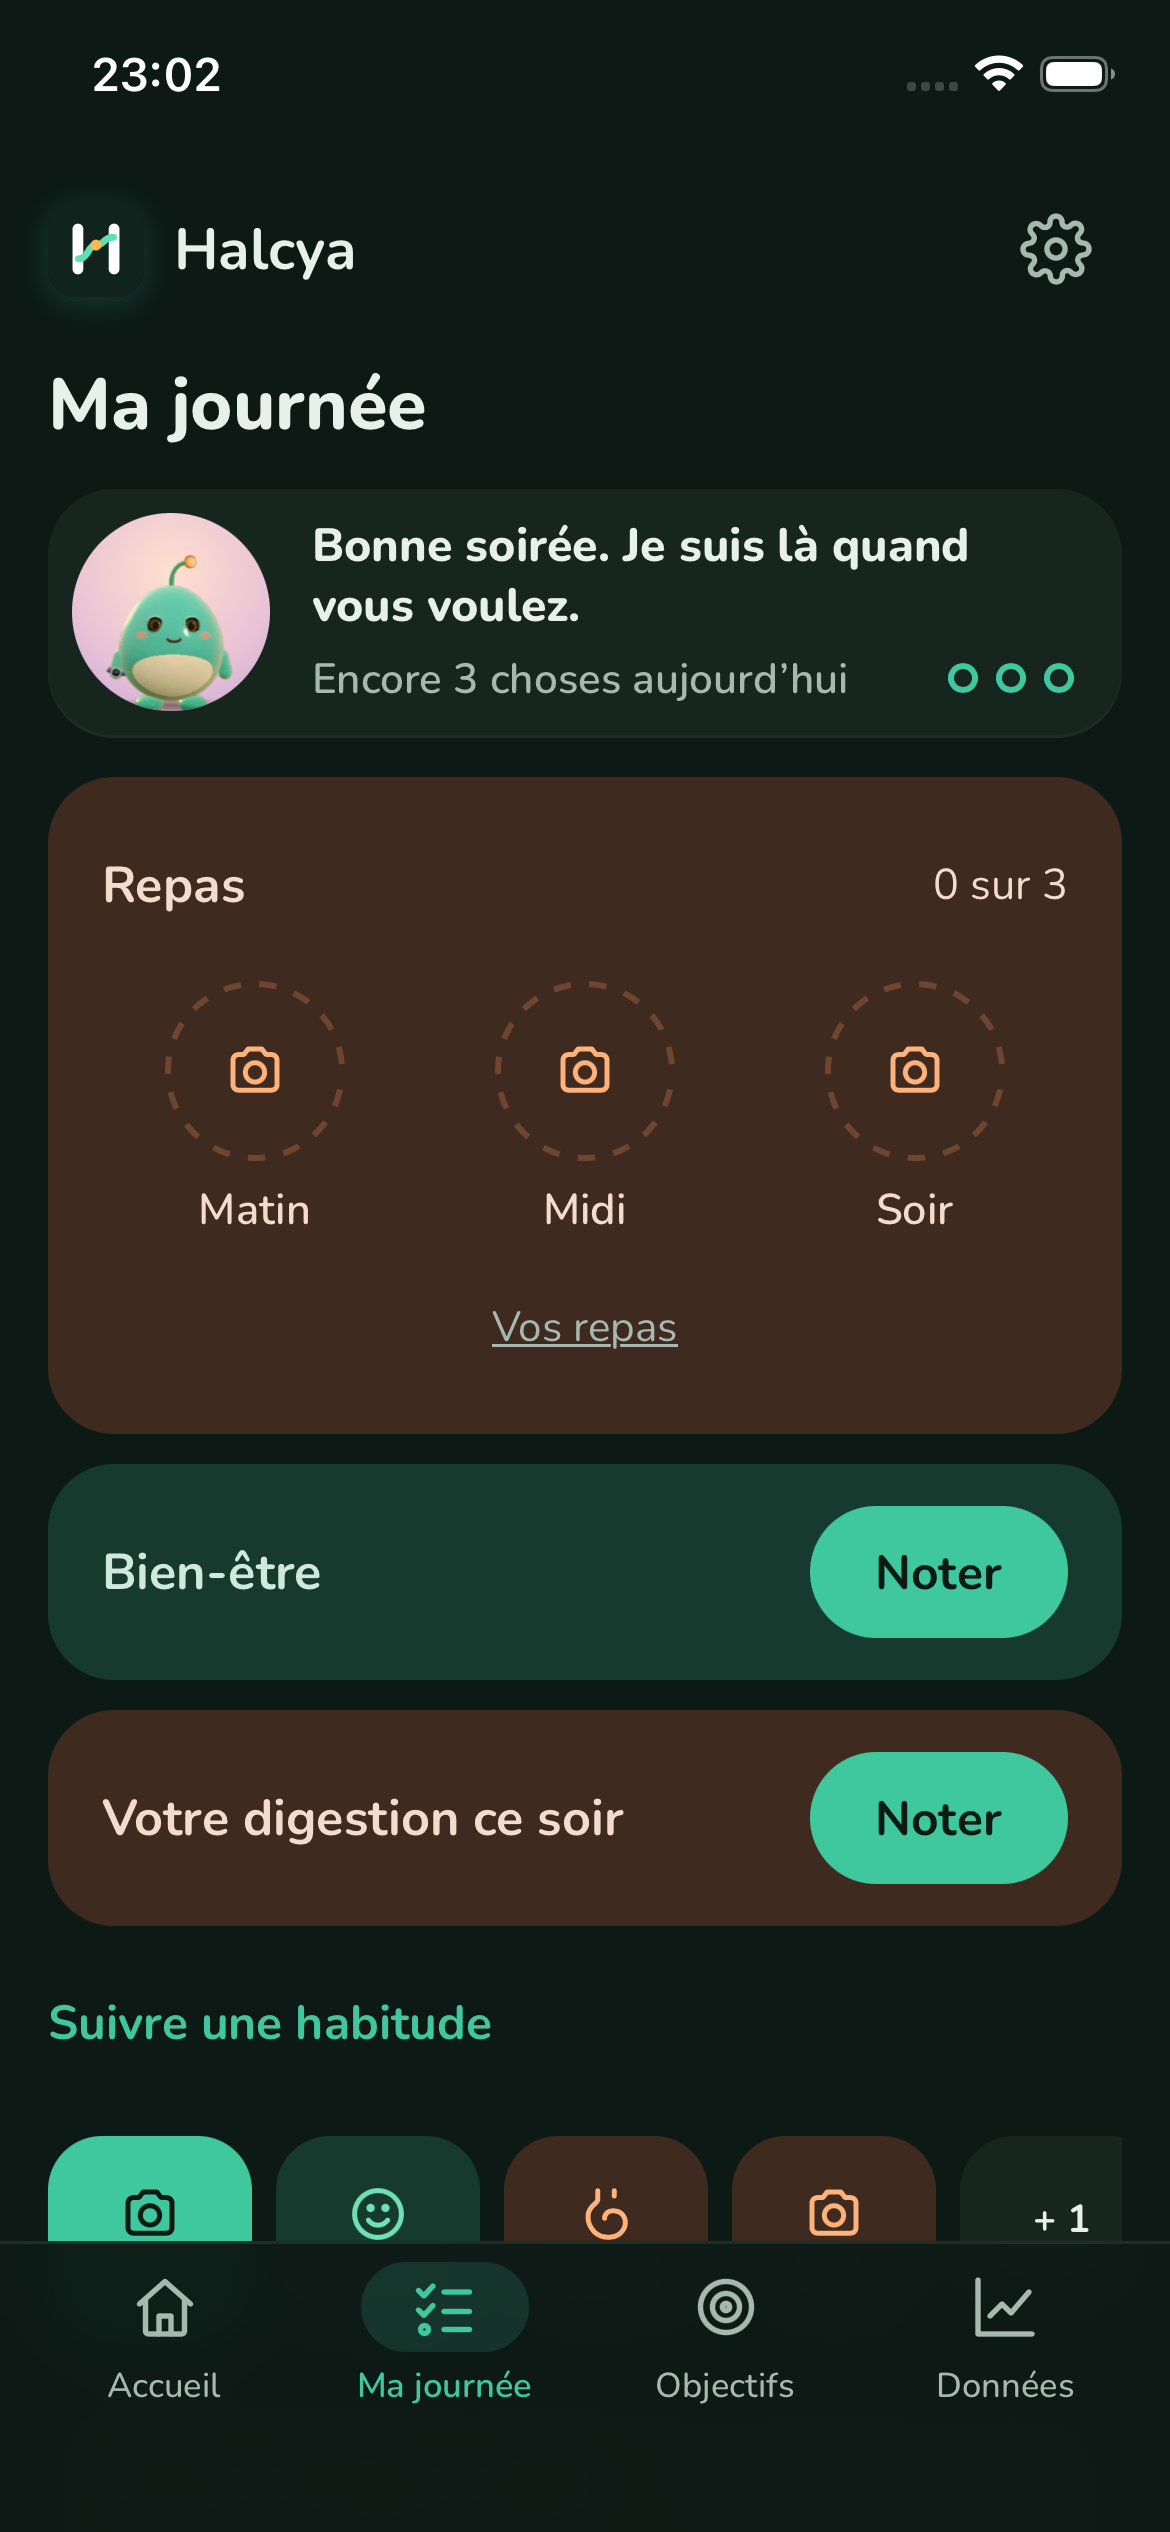 23:02
Halcya
Ma journée
Bonne soirée. Je suis là quand
vous voulez.
Encore 3 choses aujourd’hui
Repas
0 sur 3
Matin
Midi
Soir
Vos repas
Bien-être
Noter
Votre digestion ce soir
Noter
Suivre une habitude
+ 1
Accueil
Ma journée
Objectifs
Données